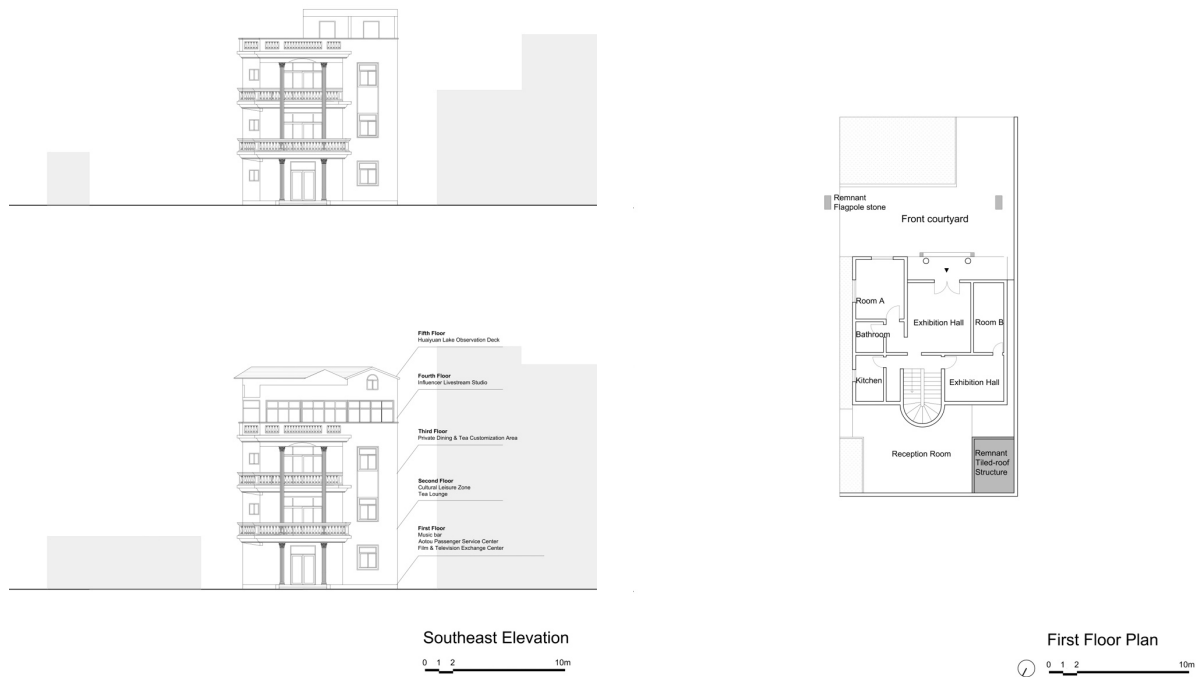 Fifth Floor
Huaiyuan Lake Observation Deck
Fourth Floor
Influencer Livestream Studio
Third Floor
Private Dining & Tea Customization Area
Second Floor
Cultural Leisure Zone
Tea Lounge
First Floor
Music bar
Aotou Passenger Service Center
Film & Television Exchange Center
Southeast Elevation
0 1 2 10m
Remnant
Flagpole stone
Front courtyard
Room A
Exhibition Hall
Room B
Bathroom
Kitchen
Exhibition Hall
Reception Room
Remnant
Tiled-roof
Structure
First Floor Plan
0 1 2 10m